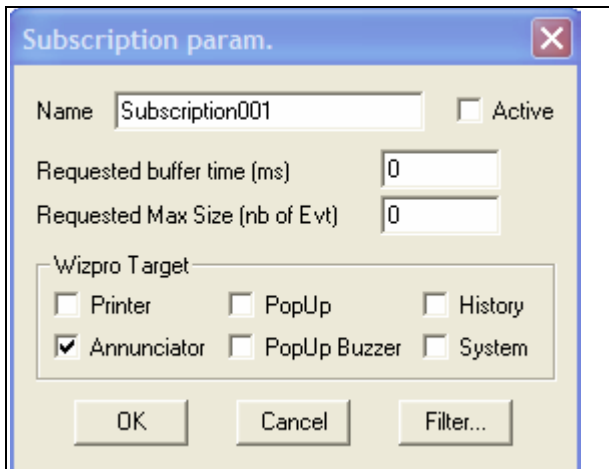 Subscription param.
Name Subscription001 Active
Requested buffer time (ms) 0
Requested Max Size (nb of Evt) 0
Wizpro Target
Printer PopUp History
Annunciator PopUp Buzzer System
OK Cancel Filter...